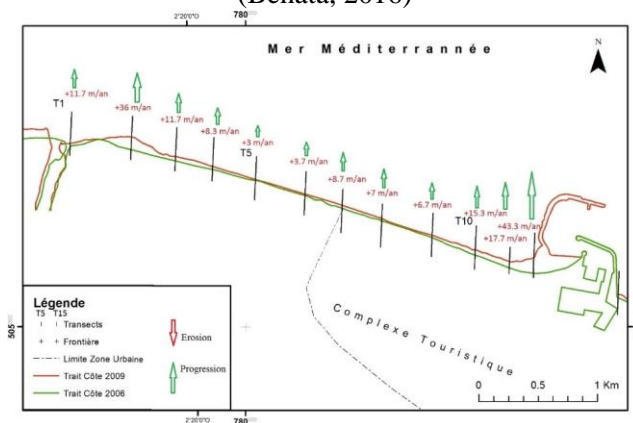 (Benata, 2016)
2°20'0"O
780
Mer Méditerrannée
N
+11.7 m/an
T1
+36 m/an
+11.7 m/an
+8.3 m/an
+3 m/an
T5
+3.7 m/an
+8.7 m/an
+7 m/an
+6.7 m/an
+15.3 m/an
T10
+43.3 m/an
+17.7 m/an
Complexe Touristique
Légende
T5 T15
Transects
Frontière
Limite Zone Urbaine
Trait Côte 2009
Trait Côte 2006
Erosion
Progression
505
0 0.5 1 Km
2°20'0"O
780